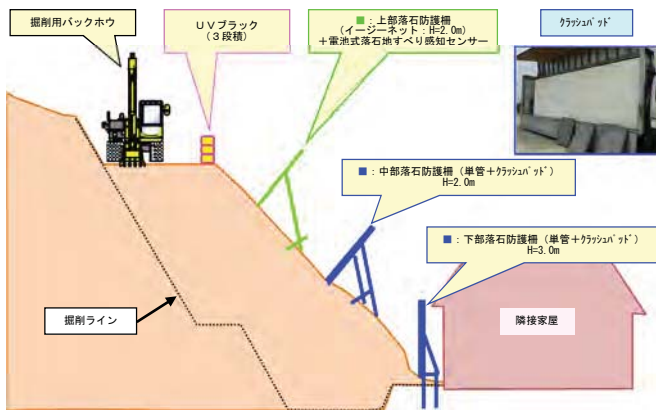 掘削用バックホウ
ＵＶブラック
（３段積）
■：上部落石防護柵
（イージーネット：H=2.0m）
＋電池式落石地すべり感知センサー
ｸﾗｯｼｭﾊﾟｯﾄﾞ
■：中部落石防護柵（単管＋ｸﾗｯｼｭﾊﾟｯﾄﾞ）
H=2.0m
■：下部落石防護柵（単管＋ｸﾗｯｼｭﾊﾟｯﾄﾞ）
H=3.0m
掘削ライン
隣接家屋